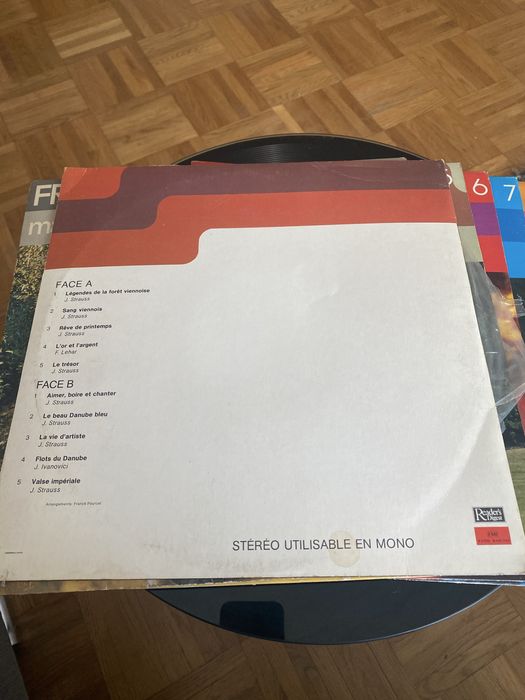 FR
6
7
m
FACE A
1 Légendes de la forêt viennoise
J. Strauss
2 Sang viennois
J. Strauss
3 Rêve de printemps
J. Strauss
4 L'or et l'argent
F. Lehar
5 Le trésor
J. Strauss
FACE B
1 Aimer, boire et chanter
J. Strauss
2 Le beau Danube bleu
J. Strauss
3 La vie d'artiste
J. Strauss
4 Flots du Danube
J. Ivanovici
5 Valse impériale
J. Strauss
Arrangements: Franck Pourcel
Reader's
Digest
STÉRÉO UTILISABLE EN MONO